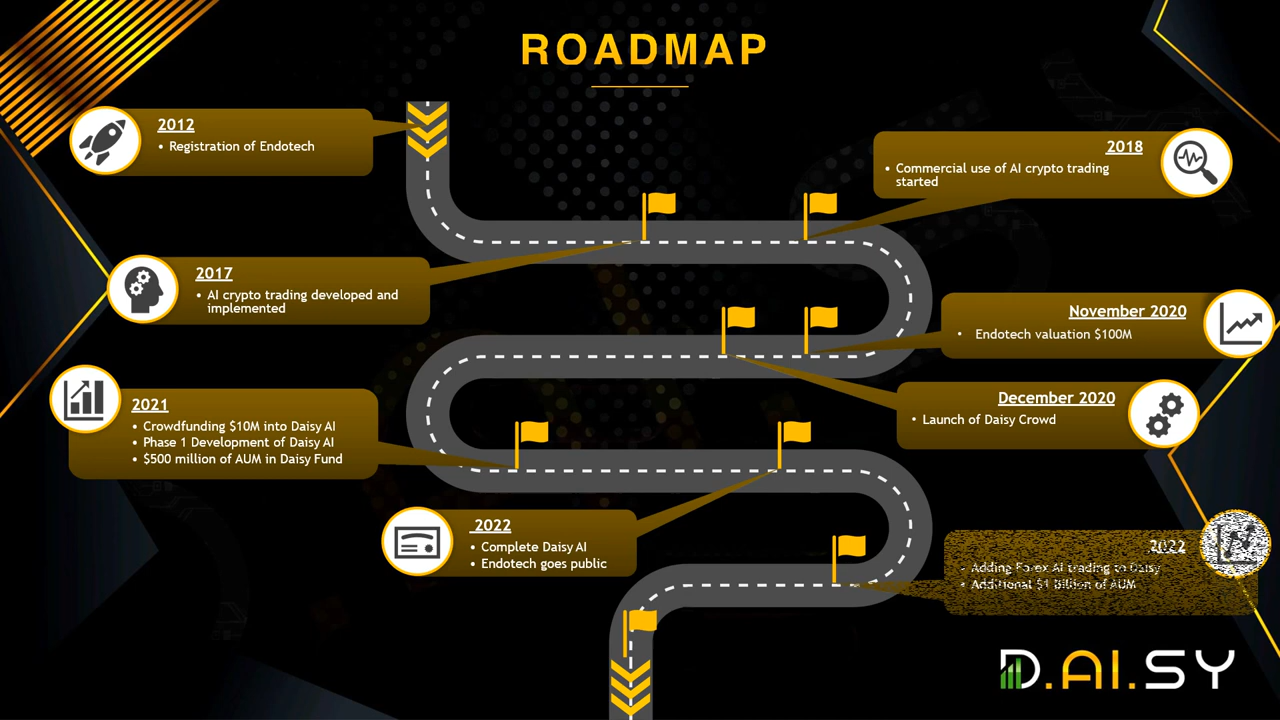 ROADMAP
2012
• Registration of Endotech
2018
• Commercial use of AI crypto trading
started
2017
• AI crypto trading developed and
implemented
November 2020
• Endotech valuation $100M
December 2020
• Launch of Daisy Crowd
2021
• Crowdfunding $10M into Daisy AI
• Phase 1 Development of Daisy AI
• $500 million of AUM in Daisy Fund
2022
• Complete Daisy AI
• Endotech goes public
2022
• Adding Forex AI trading to Daisy
• Additional $1 Billion of AUM
D.AI.SY